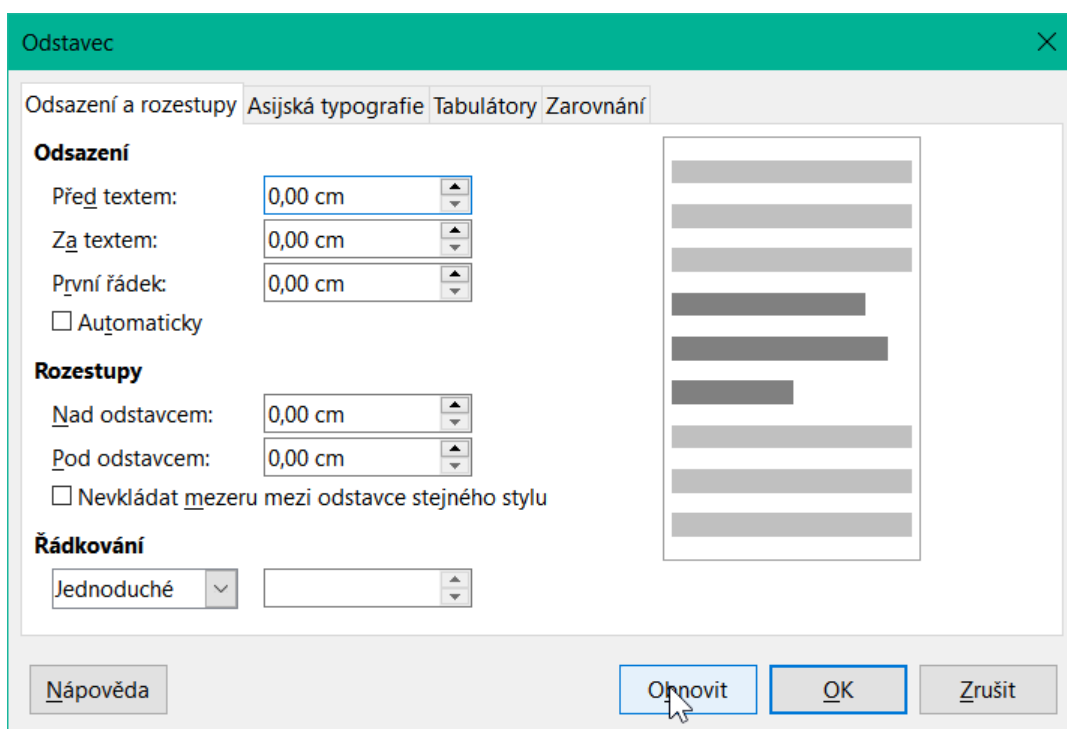 Odstavec
Odsazení a rozestupy Asijská typografie Tabulátory Zarovnání
Odsazení
Před textem: 0,00 cm
Za textem: 0,00 cm
První řádek: 0,00 cm
Automaticky
Rozestupy
Nad odstavcem: 0,00 cm
Pod odstavcem: 0,00 cm
Nevkládat mezeru mezi odstavce stejného stylu
Řádkování
Jednoduché
Nápověda Obnovit OK Zrušit